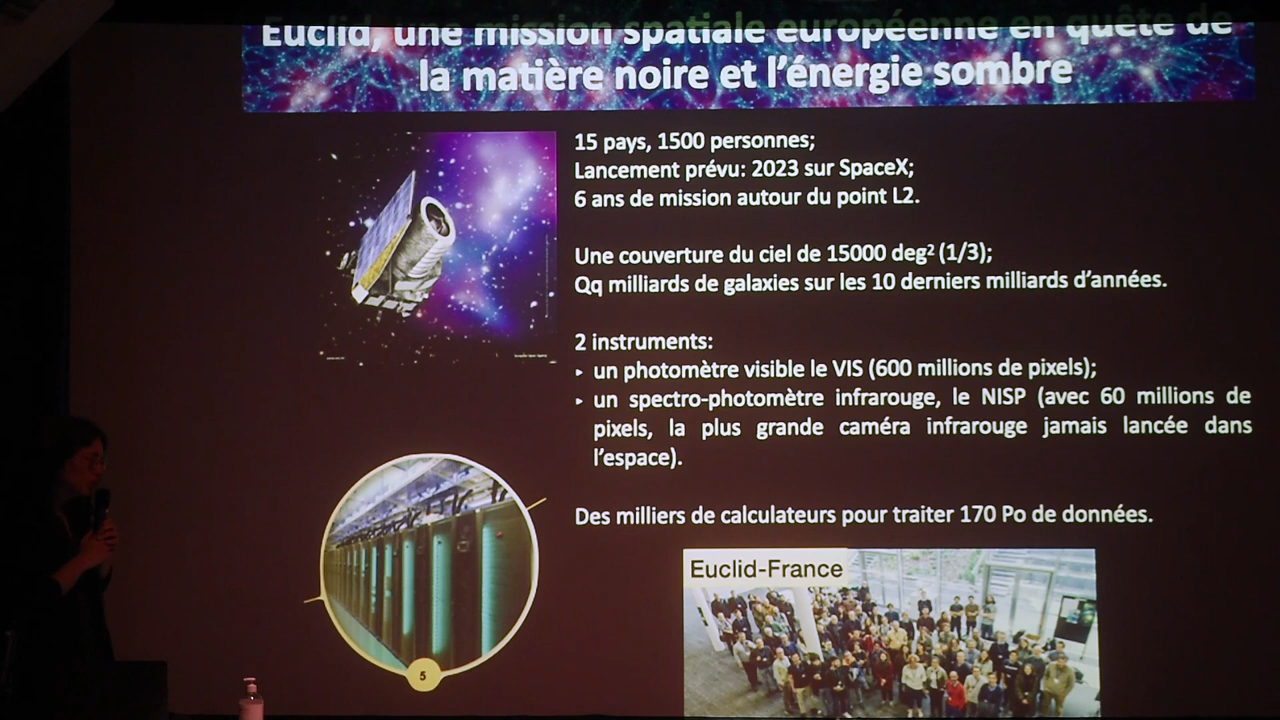 Euclid, une mission spatiale européenne en quête de
la matière noire et l'énergie sombre
15 pays, 1500 personnes;
Lancement prévu: 2023 sur SpaceX;
6 ans de mission autour du point L2.
Une couverture du ciel de 15000 deg² (1/3);
Qq milliards de galaxies sur les 10 derniers milliards d'années.
2 instruments:
‣ un photomètre visible le VIS (600 millions de pixels);
‣ un spectro-photomètre infrarouge, le NISP (avec 60 millions de
pixels, la plus grande caméra infrarouge jamais lancée dans
l'espace).
Des milliers de calculateurs pour traiter 170 Po de données.
Euclid-France
5